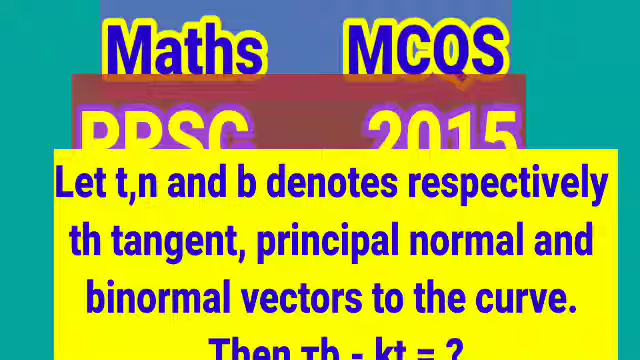 Maths MCQS
PPSC 2015
Let t,n and b denotes respectively
th tangent, principal normal and
binormal vectors to the curve.
Then τb - kt = ?